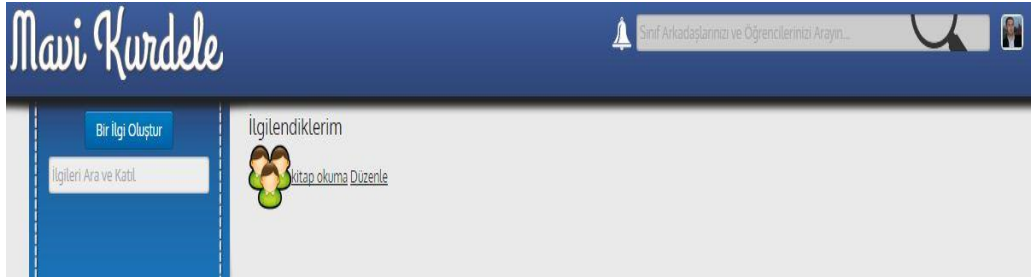 Mavi Kurdele
Sınıf Arkadaşlarınızı ve Öğrencilerinizi Arayın...
Bir İlgi Oluştur
İlgileri Ara ve Katıl
İlgilendiklerim
kitap okuma Düzenle